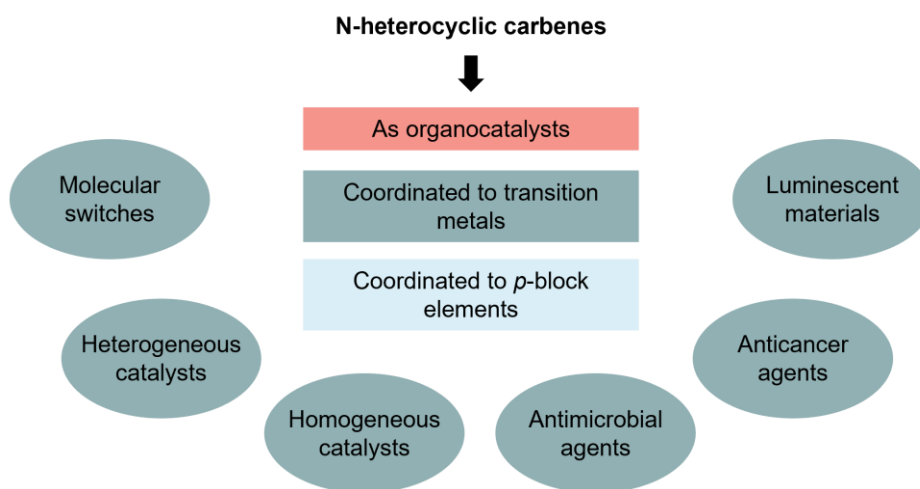 N-heterocyclic carbenes
As organocatalysts
Coordinated to transition
metals
Coordinated to p-block
elements
Molecular
switches
Heterogeneous
catalysts
Homogeneous
catalysts
Antimicrobial
agents
Anticancer
agents
Luminescent
materials